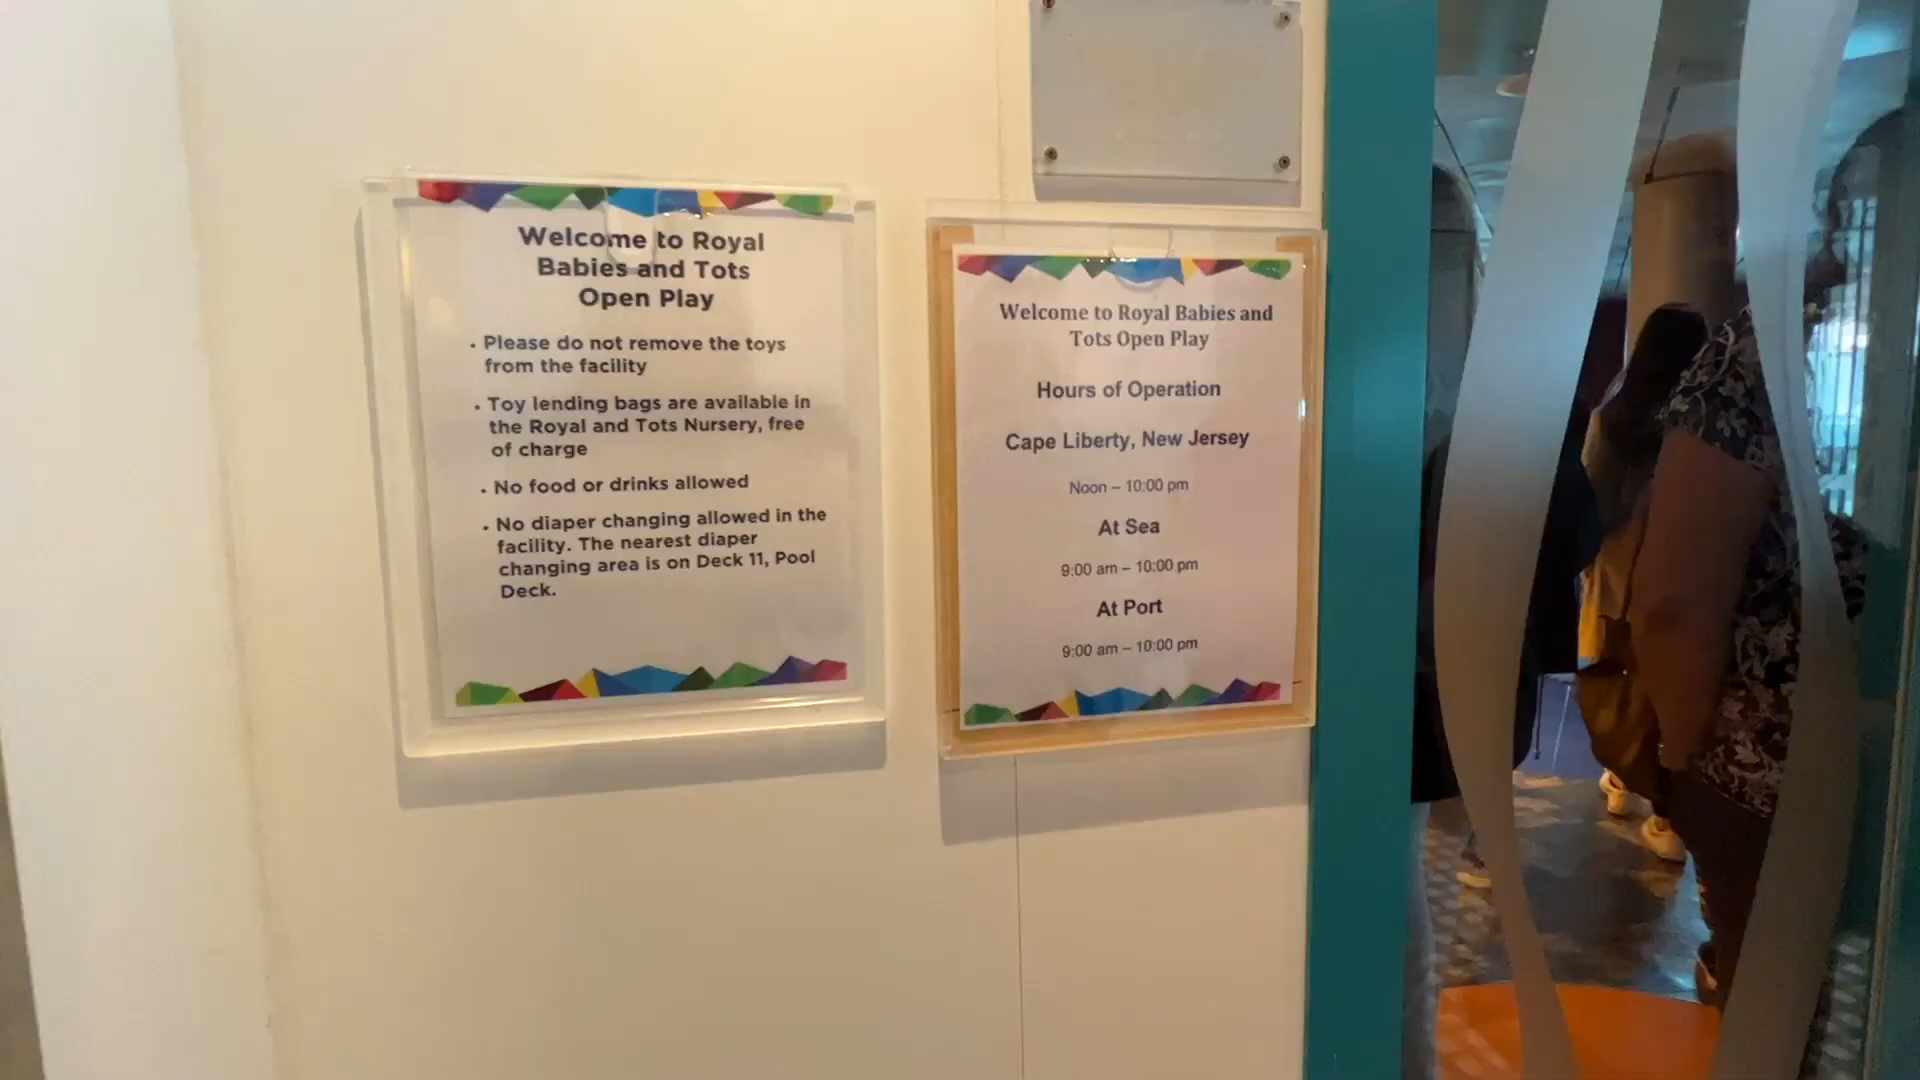 Welcome to Royal
Babies and Tots
Open Play
• Please do not remove the toys
from the facility
• Toy lending bags are available in
the Royal and Tots Nursery, free
of charge
• No food or drinks allowed
• No diaper changing allowed in the
facility. The nearest diaper
changing area is on Deck 11, Pool
Deck.
Welcome to Royal Babies and
Tots Open Play
Hours of Operation
Cape Liberty, New Jersey
Noon – 10:00 pm
At Sea
9:00 am – 10:00 pm
At Port
9:00 am – 10:00 pm